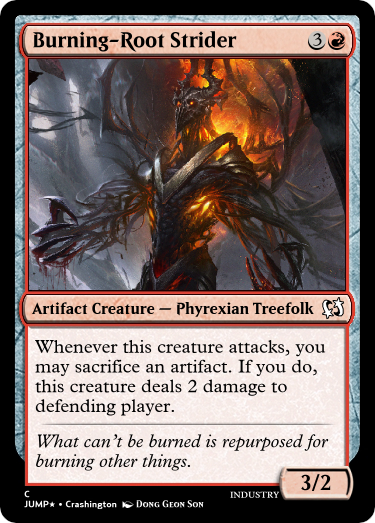 Burning-Root Strider 3
Artifact Creature — Phyrexian Treefolk
Whenever this creature attacks, you
may sacrifice an artifact. If you do,
this creature deals 2 damage to
defending player.
What can't be burned is repurposed for
burning other things.
3/2
C
INDUSTRY
JUMP★ • Crashington DONG GEON SON